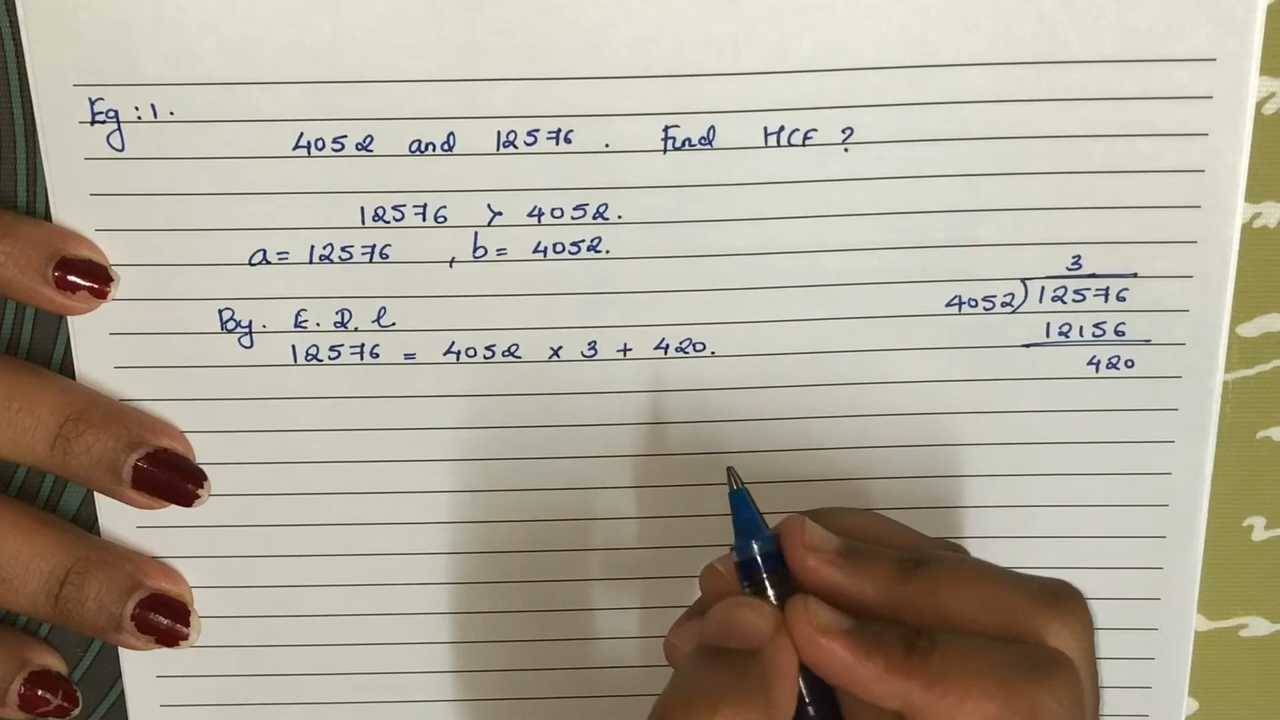 Eg : 1.
4052 and 12576 . Find HCF ?
12576 > 4052.
a = 12576 , b = 4052.
By. E. D. l
12576 = 4052 x 3 + 420.
3
4052) 12576
12156
420